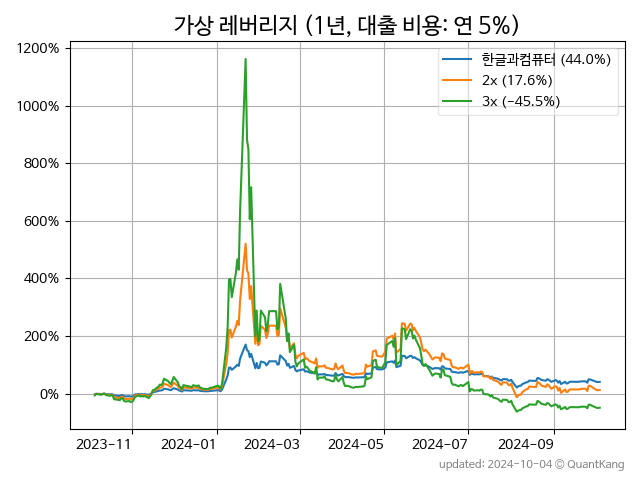 가상 레버리지 (1년, 대출 비용: 연 5%)
1200%
1000%
800%
600%
400%
200%
0%
한글과컴퓨터 (44.0%)
2x (17.6%)
3x (-45.5%)
2023-11
2024-01
2024-03
2024-05
2024-07
2024-09
updated: 2024-10-04 © QuantKang